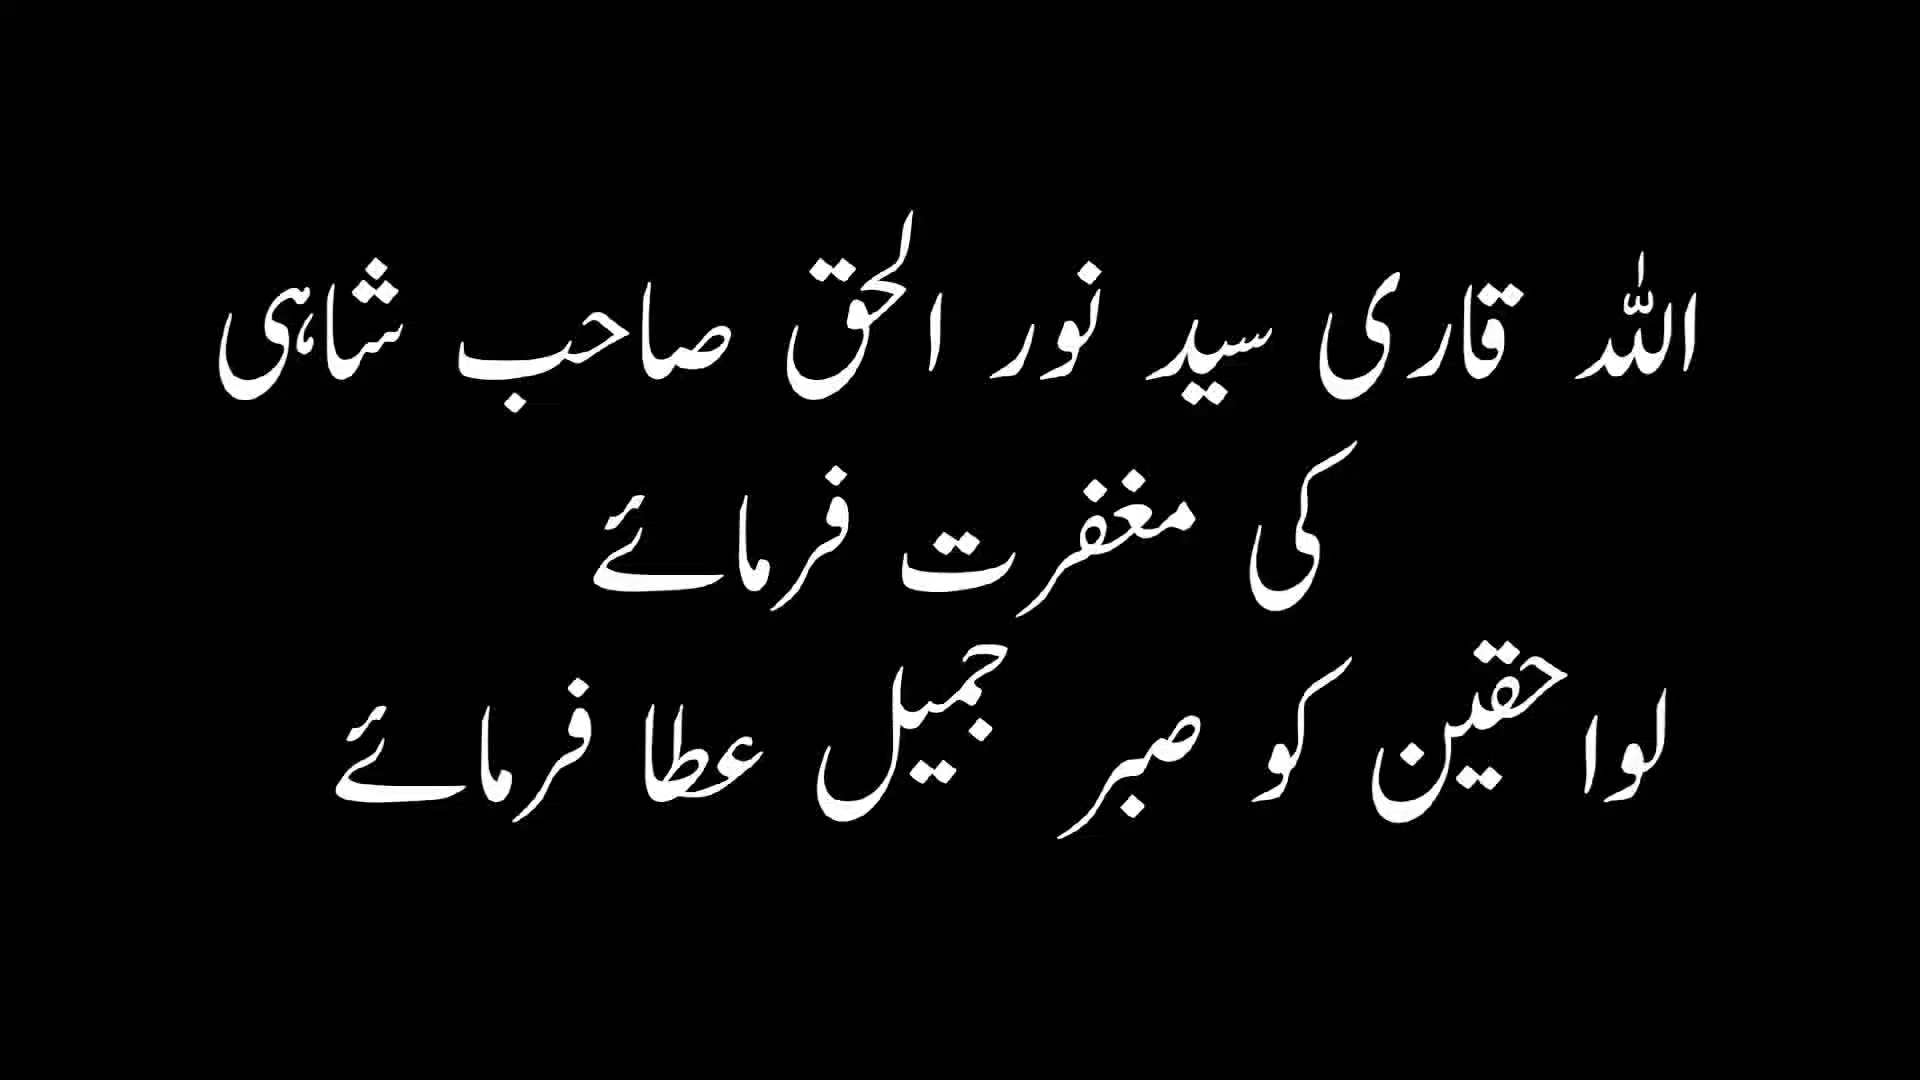 اللہ قاری سید نور الحق صاحب شاہی
کی مغفرت فرمائے
لواحقین کو صبر جمیل عطا فرمائے